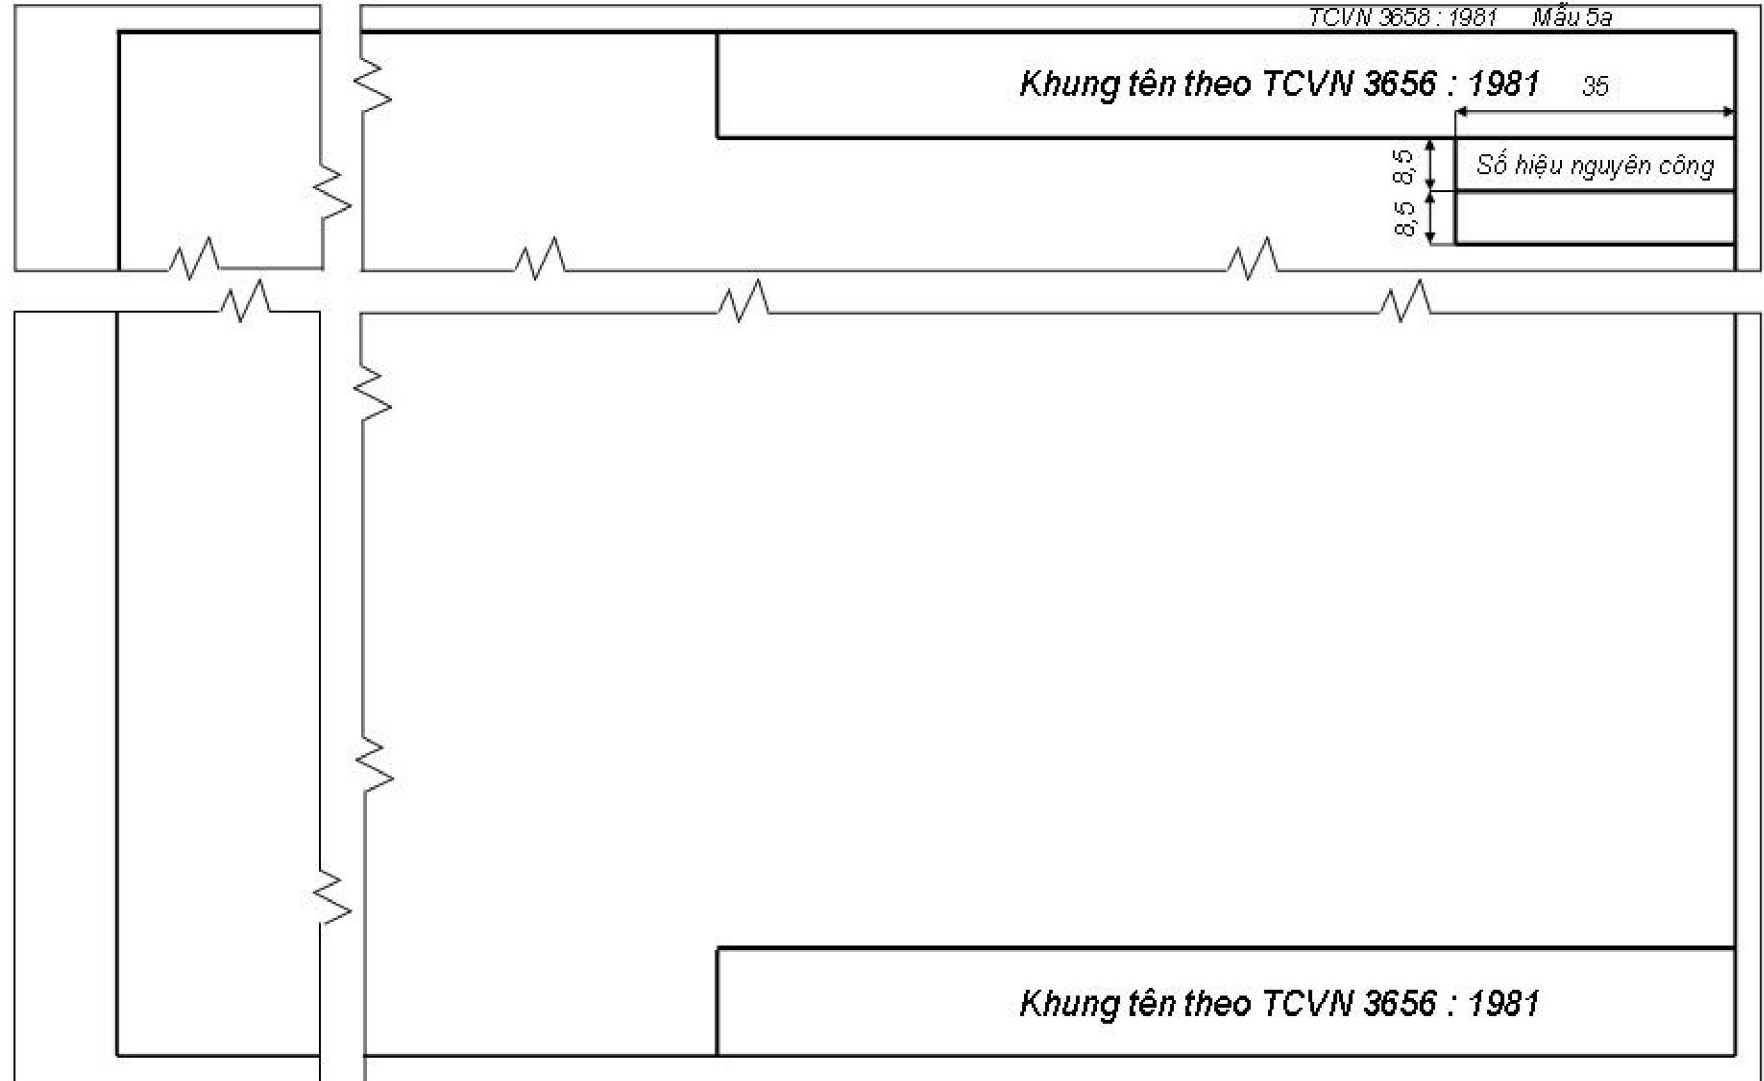 TCVN 3658 : 1981 Mẫu 5a
Khung tên theo TCVN 3656 : 1981
35
8,5
Số hiệu nguyên công
8,5
Khung tên theo TCVN 3656 : 1981